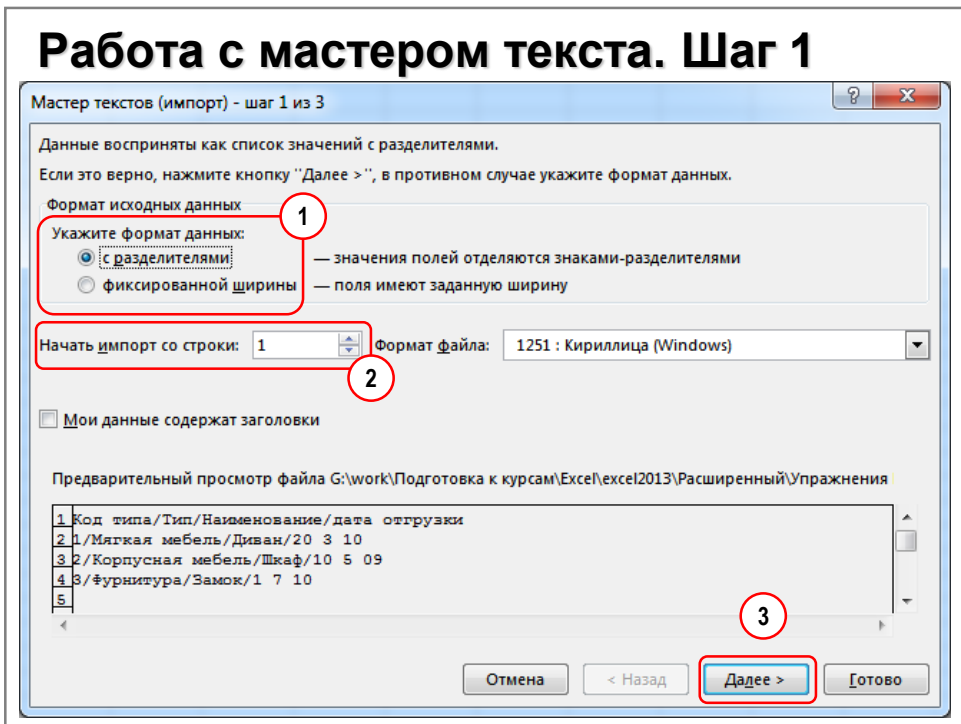 Работа с мастером текста. Шаг 1
Мастер текстов (импорт) - шаг 1 из 3
Данные восприняты как список значений с разделителями.
Если это верно, нажмите кнопку "Далее >", в противном случае укажите формат данных.
Формат исходных данных
1
Укажите формат данных:
с разделителями — значения полей отделяются знаками-разделителями
фиксированной ширины — поля имеют заданную ширину
Начать импорт со строки: 1 Формат файла: 1251 : Кириллица (Windows)
2
Мои данные содержат заголовки
Предварительный просмотр файла G:\work\Подготовка к курсам\Excel\excel2013\Расширенный\Упражнения
1 Код типа/Тип/Наименование/дата отгрузки
2 1/Мягкая мебель/Диван/20 3 10
3 2/Корпусная мебель/Шкаф/10 5 09
4 3/Фурнитура/Замок/1 7 10
5
3
Отмена < Назад Далее > Готово